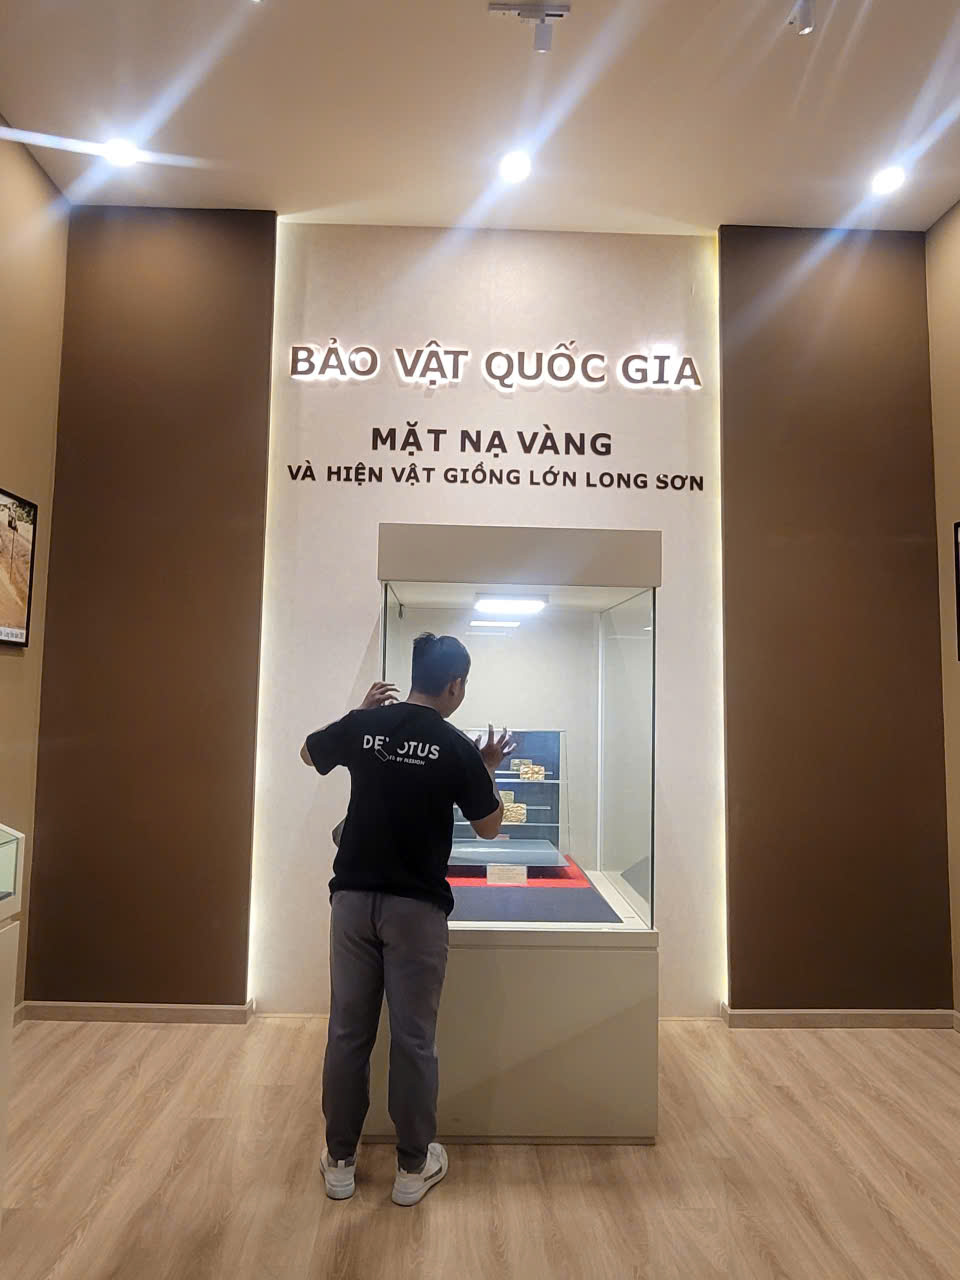 BẢO VẬT QUỐC GIA
MẶT NẠ VÀNG
VÀ HIỆN VẬT GIỒNG LỚN LONG SƠN